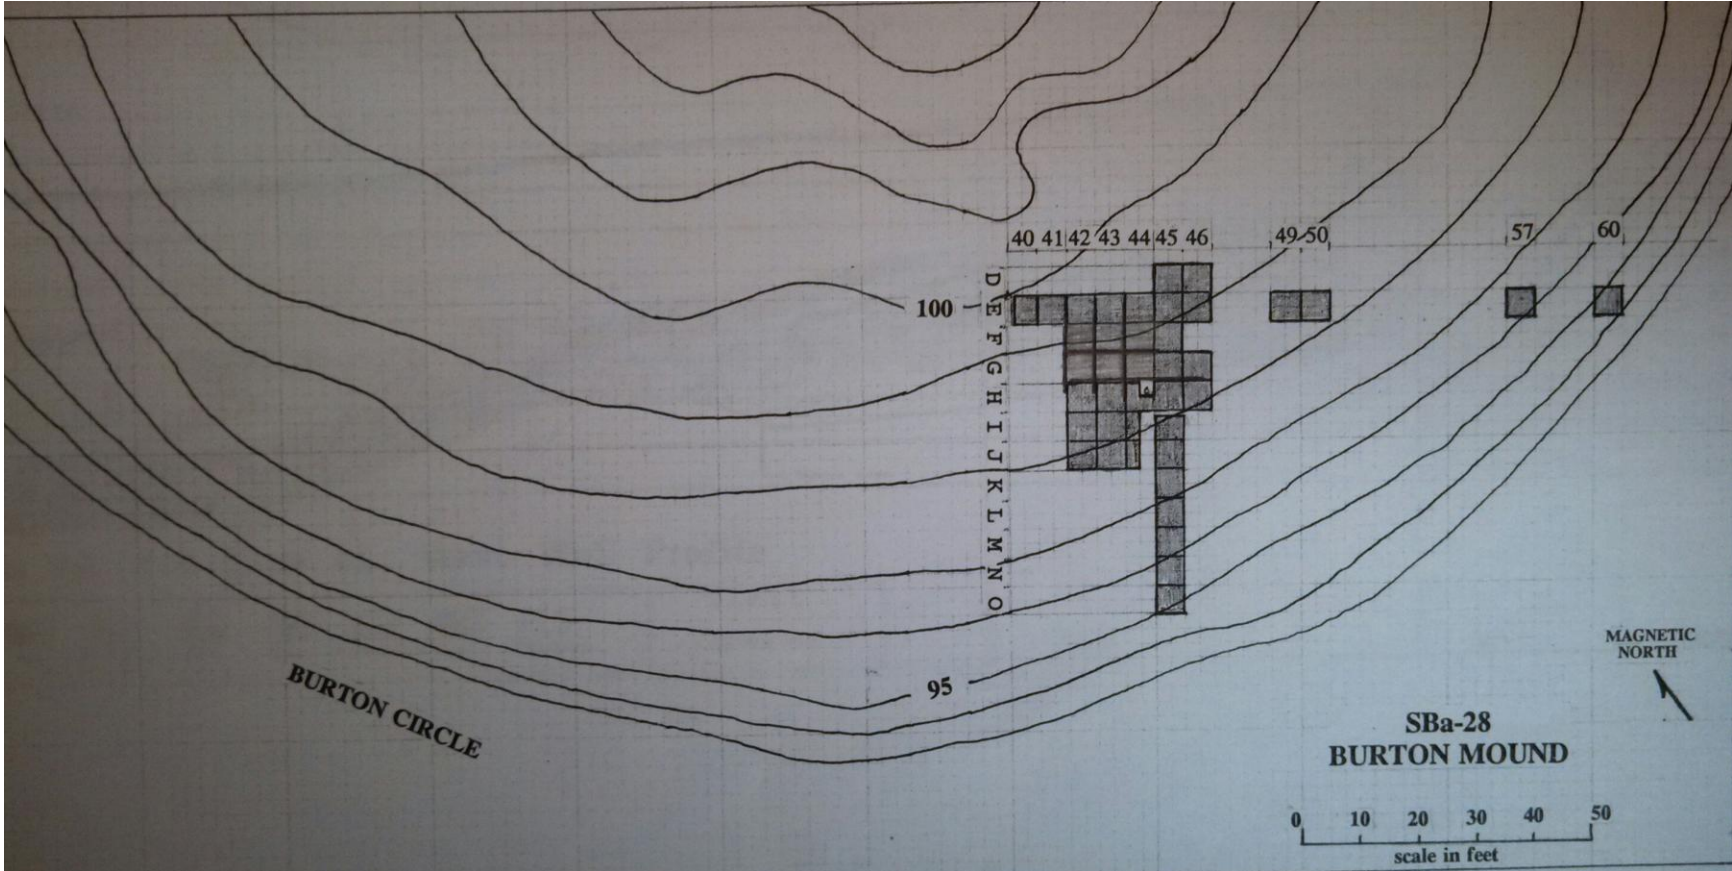 40 41 42 43 44 45 46 49 50 57 60
D
E
F
G
H
I
J
K
L
M
N
O
100
95
BURTON CIRCLE
MAGNETIC
NORTH
SBa-28
BURTON MOUND
0 10 20 30 40 50
scale in feet